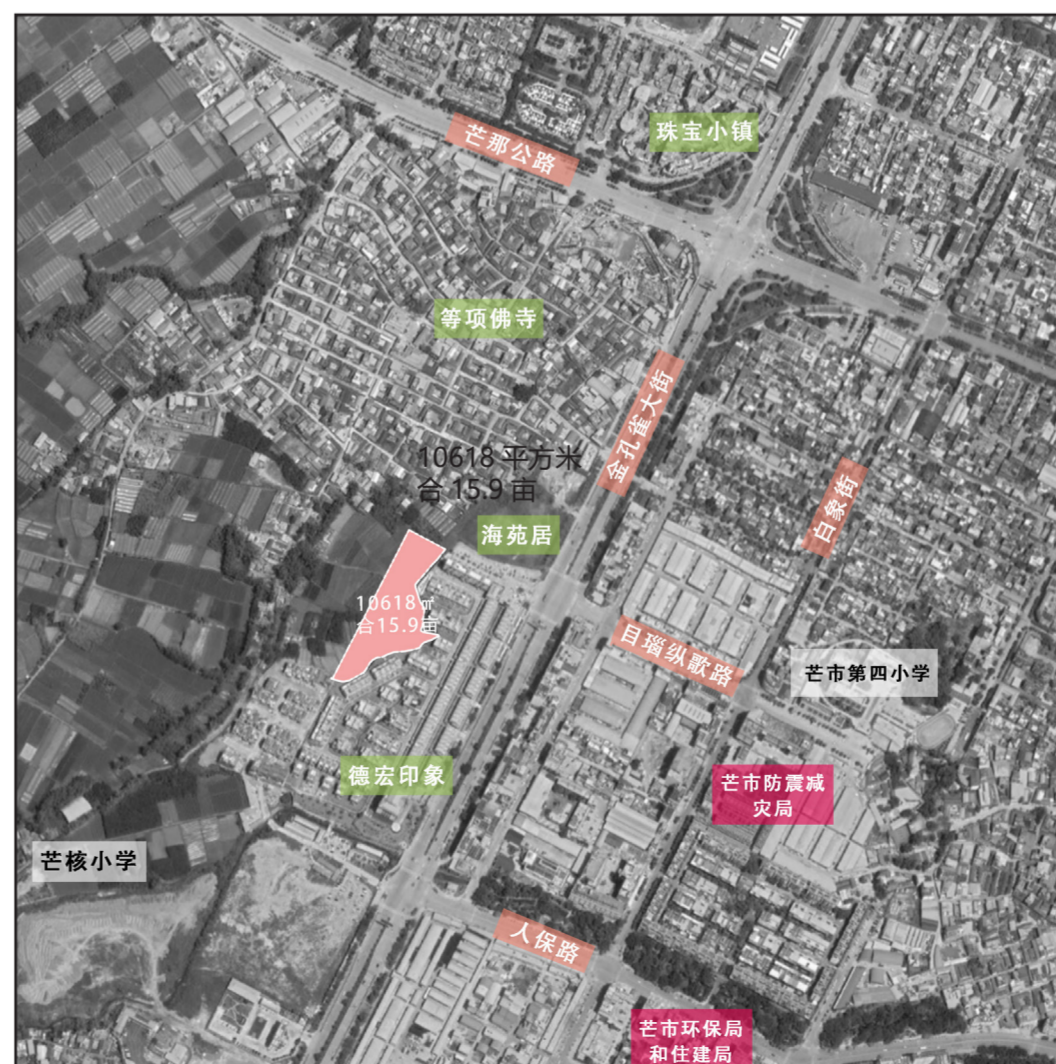 珠宝小镇
芒那公路
等项佛寺
金孔雀大街
10618 平方米
合 15.9 亩
白象街
海苑居
10618㎡
合15.9亩
目瑙纵歌路
芒市第四小学
德宏印象
芒市防震减
灾局
芒核小学
人保路
芒市环保局
和住建局